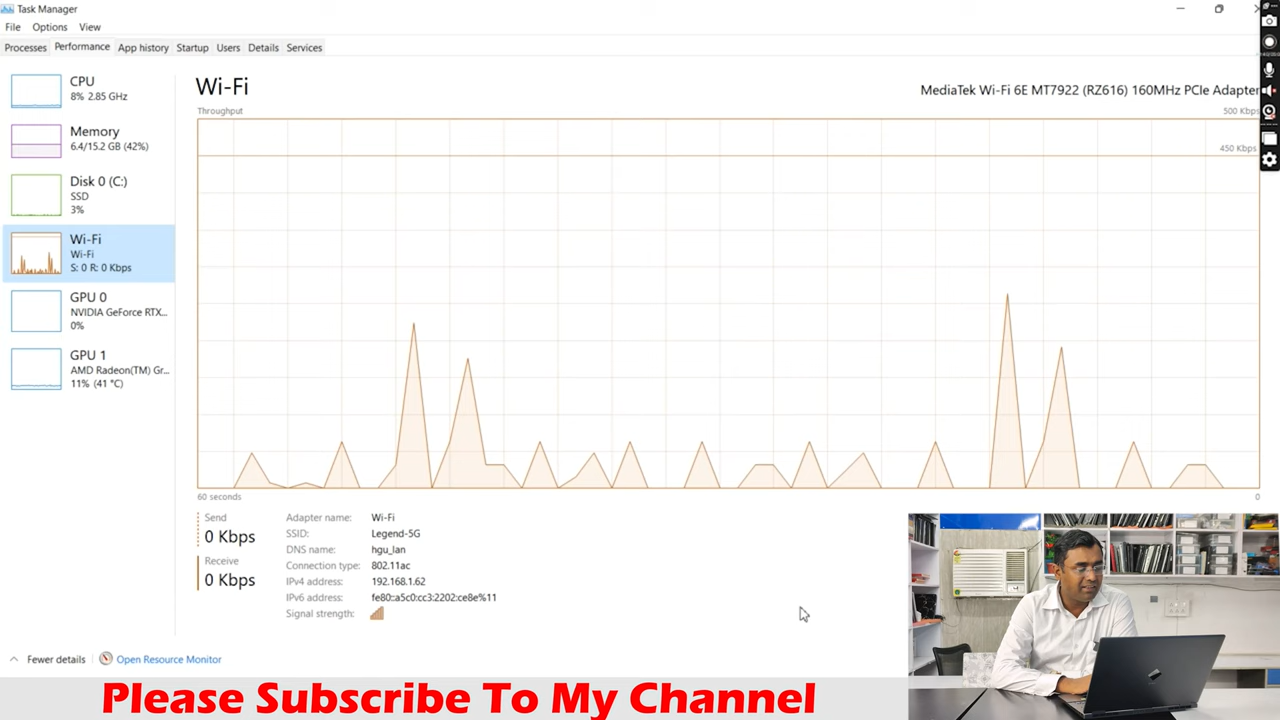 Task Manager
File Options View
Processes Performance App history Startup Users Details Services
CPU
8% 2.85 GHz
Memory
6.4/15.2 GB (42%)
Disk 0 (C:)
SSD
3%
Wi-Fi
Wi-Fi
S: 0 R: 0 Kbps
GPU 0
NVIDIA GeForce RTX...
0%
GPU 1
AMD Radeon(TM) Gr...
11% (41 °C)
Wi-Fi
MediaTek Wi-Fi 6E MT7922 (RZ616) 160MHz PCIe Adapter
Throughput
500 Kbps
450 Kbps
60 seconds
0
Send
0 Kbps
Receive
0 Kbps
Adapter name: Wi-Fi
SSID: Legend-5G
DNS name: hgu_lan
Connection type: 802.11ac
IPv4 address: 192.168.1.62
IPv6 address: fe80::a5c0:cc3:2202:ce8e%11
Signal strength:
Fewer details
Open Resource Monitor
Please Subscribe To My Channel